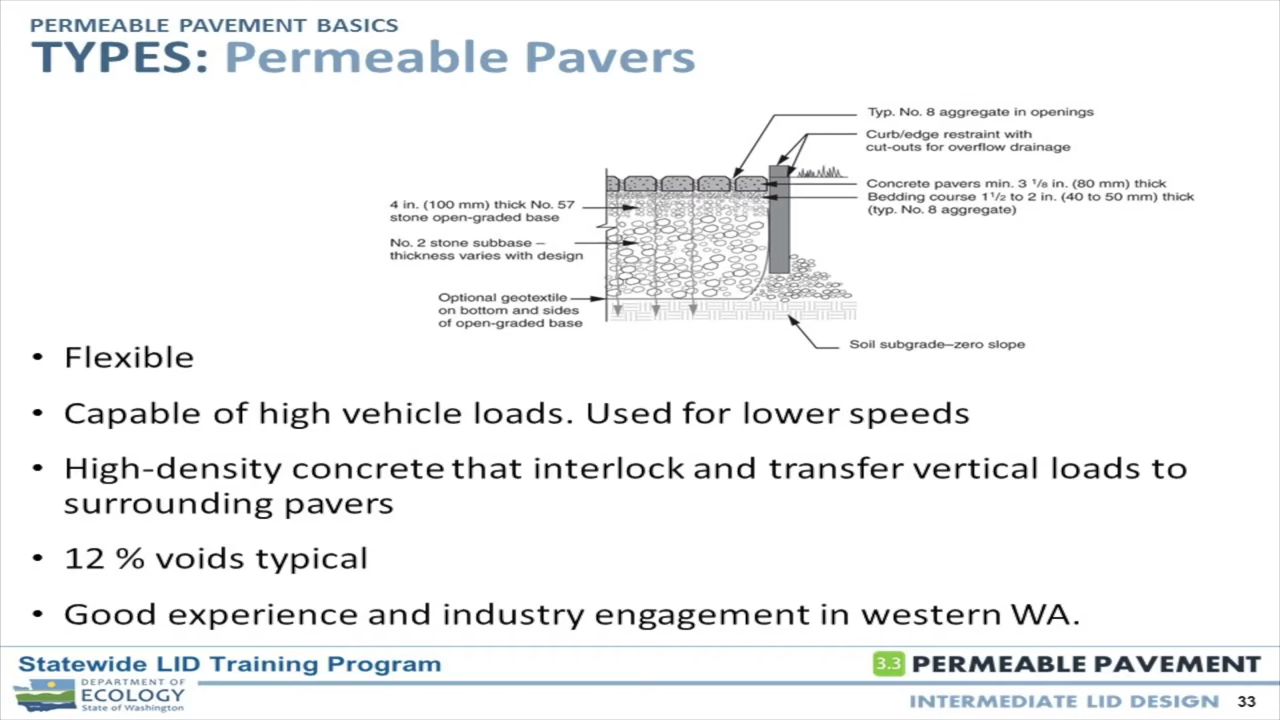 PERMEABLE PAVEMENT BASICS
TYPES: Permeable Pavers
Typ. No. 8 aggregate in openings
Curb/edge restraint with
cut-outs for overflow drainage
Concrete pavers min. 3 1/8 in. (80 mm) thick
Bedding course 1 1/2 to 2 in. (40 to 50 mm) thick
(typ. No. 8 aggregate)
4 in. (100 mm) thick No. 57
stone open-graded base
No. 2 stone subbase –
thickness varies with design
Optional geotextile
on bottom and sides
of open-graded base
Soil subgrade–zero slope
• Flexible
• Capable of high vehicle loads. Used for lower speeds
• High-density concrete that interlock and transfer vertical loads to
surrounding pavers
• 12 % voids typical
• Good experience and industry engagement in western WA.
Statewide LID Training Program
3.3 PERMEABLE PAVEMENT
DEPARTMENT OF
ECOLOGY
State of Washington
INTERMEDIATE LID DESIGN 33